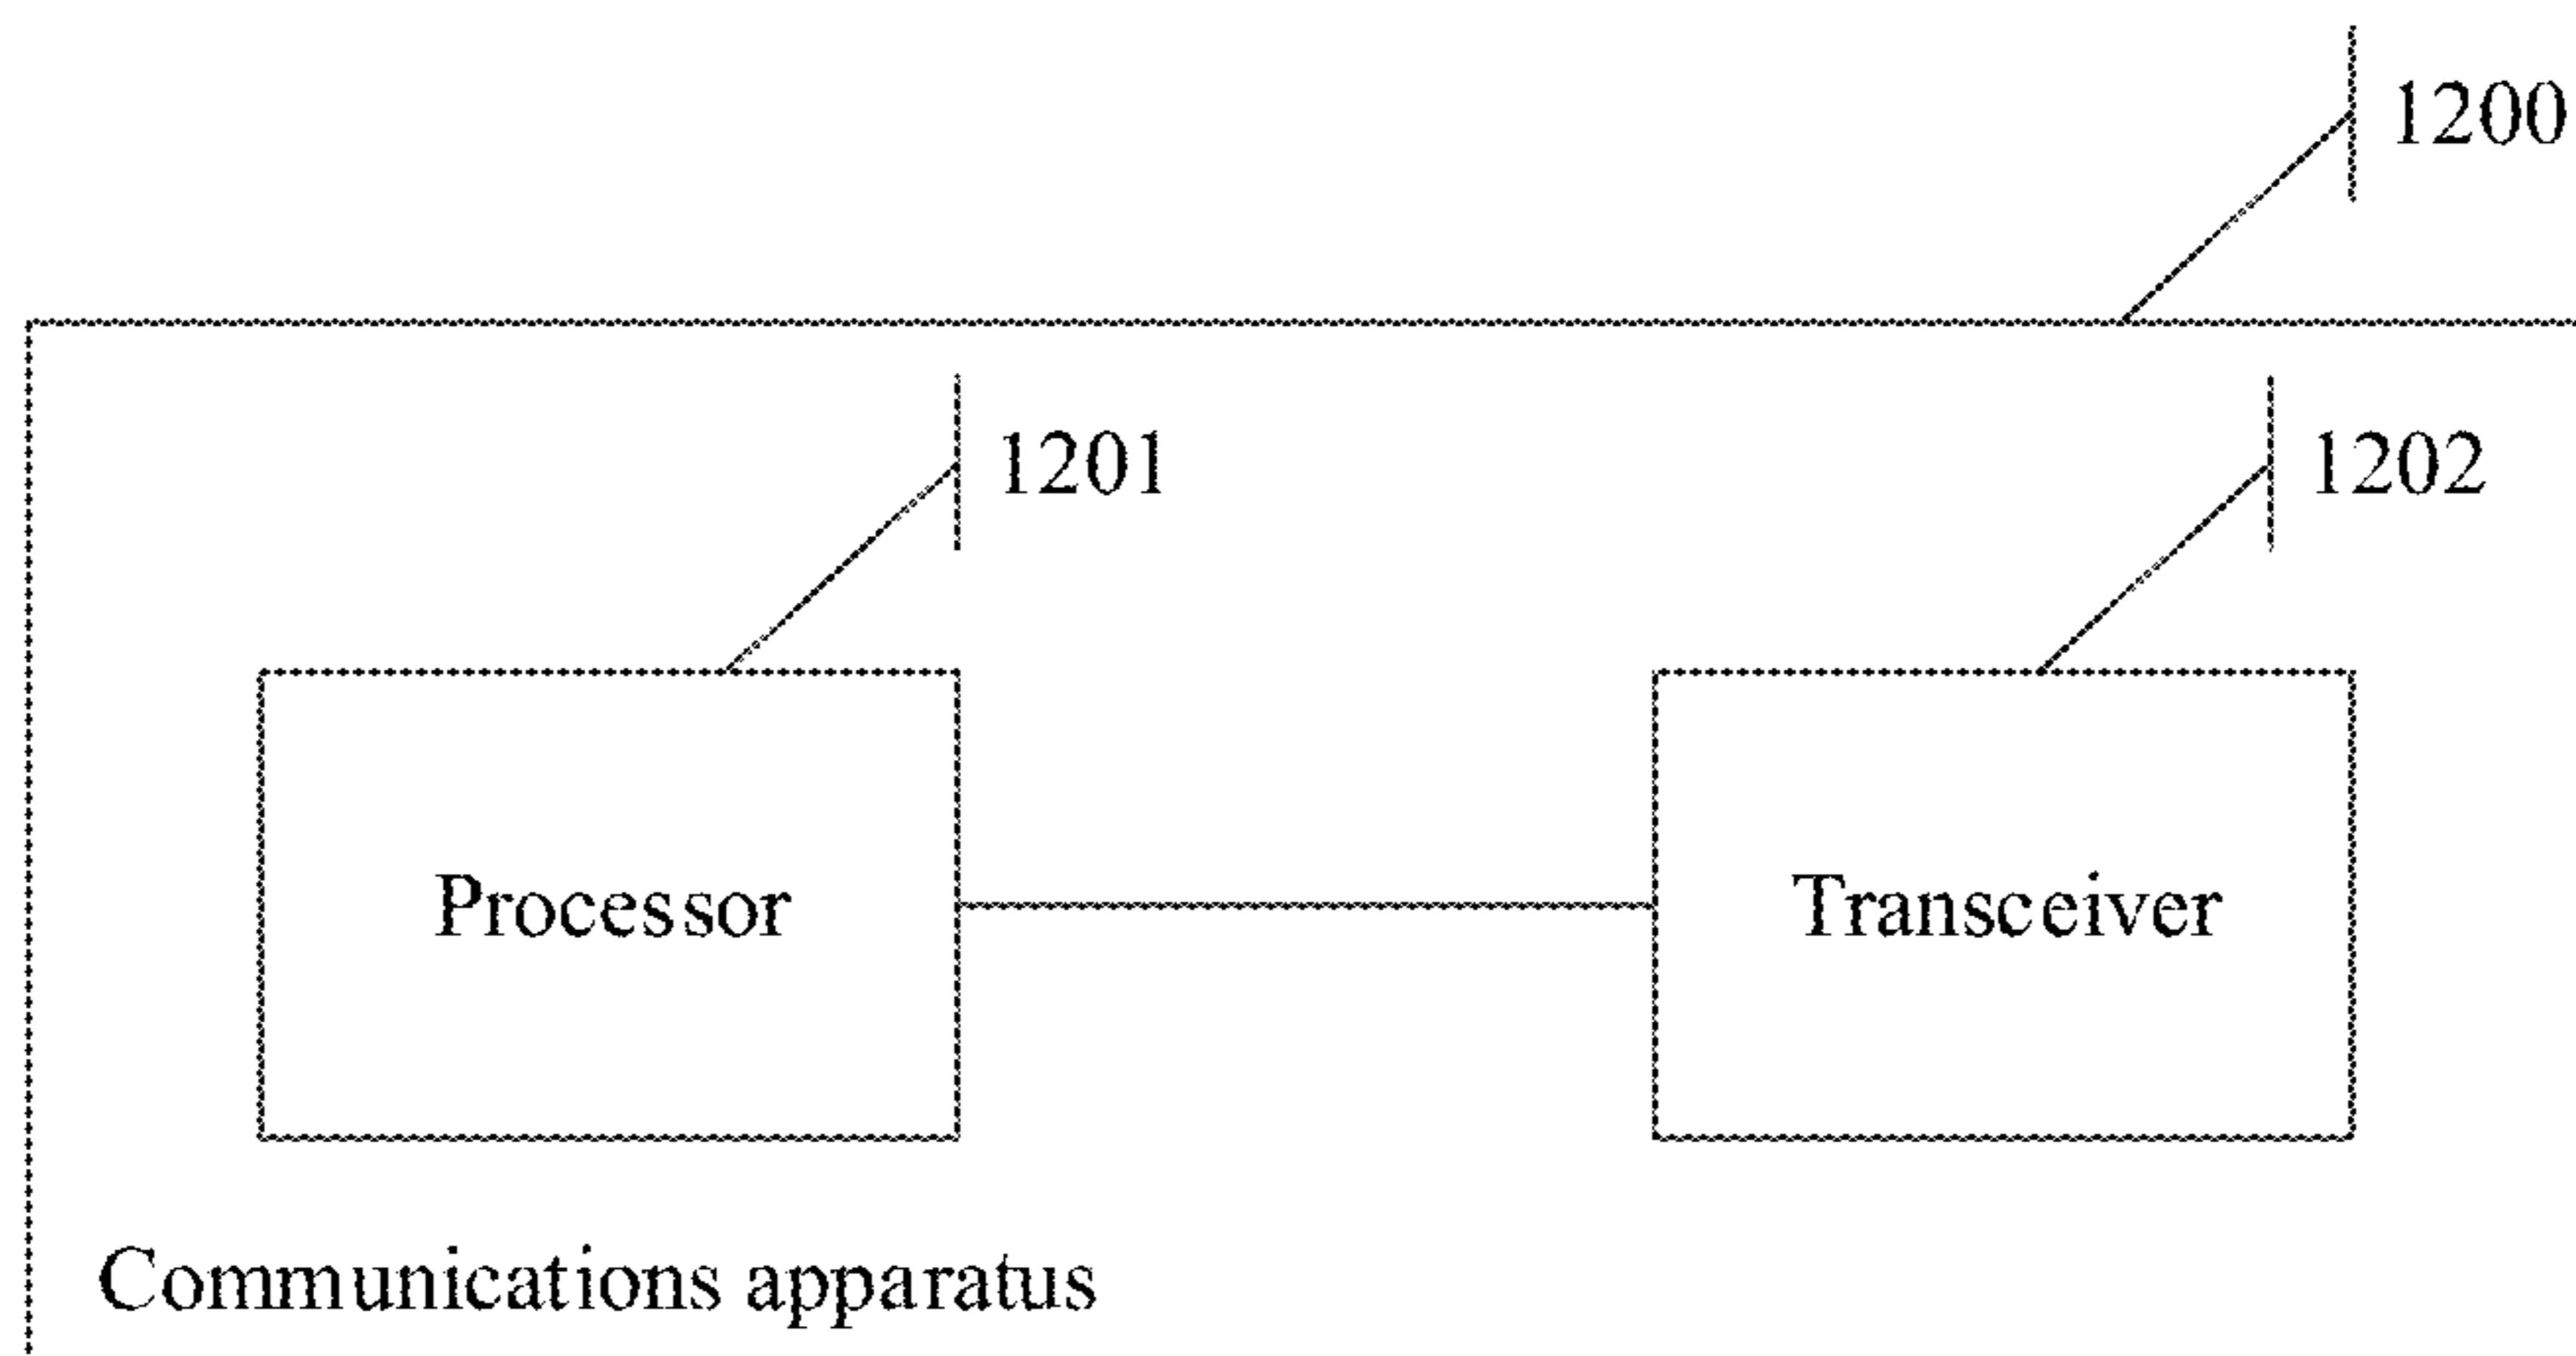 1200
1201
1202
Processor
Transceiver
Communications apparatus